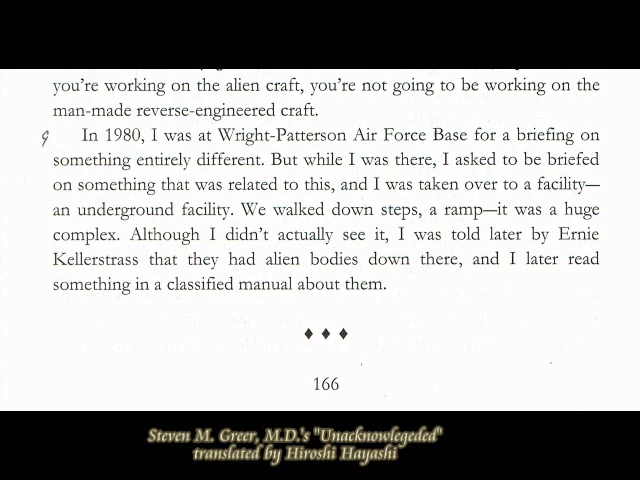 you're working on the alien craft, you're not going to be working on the
man-made reverse-engineered craft.
9 In 1980, I was at Wright-Patterson Air Force Base for a briefing on
something entirely different. But while I was there, I asked to be briefed
on something that was related to this, and I was taken over to a facility—
an underground facility. We walked down steps, a ramp—it was a huge
complex. Although I didn't actually see it, I was told later by Ernie
Kellerstrass that they had alien bodies down there, and I later read
something in a classified manual about them.
♦ ♦ ♦
166
Steven M. Greer, M.D.'s "Unacknowlegeded"
translated by Hiroshi Hayashi